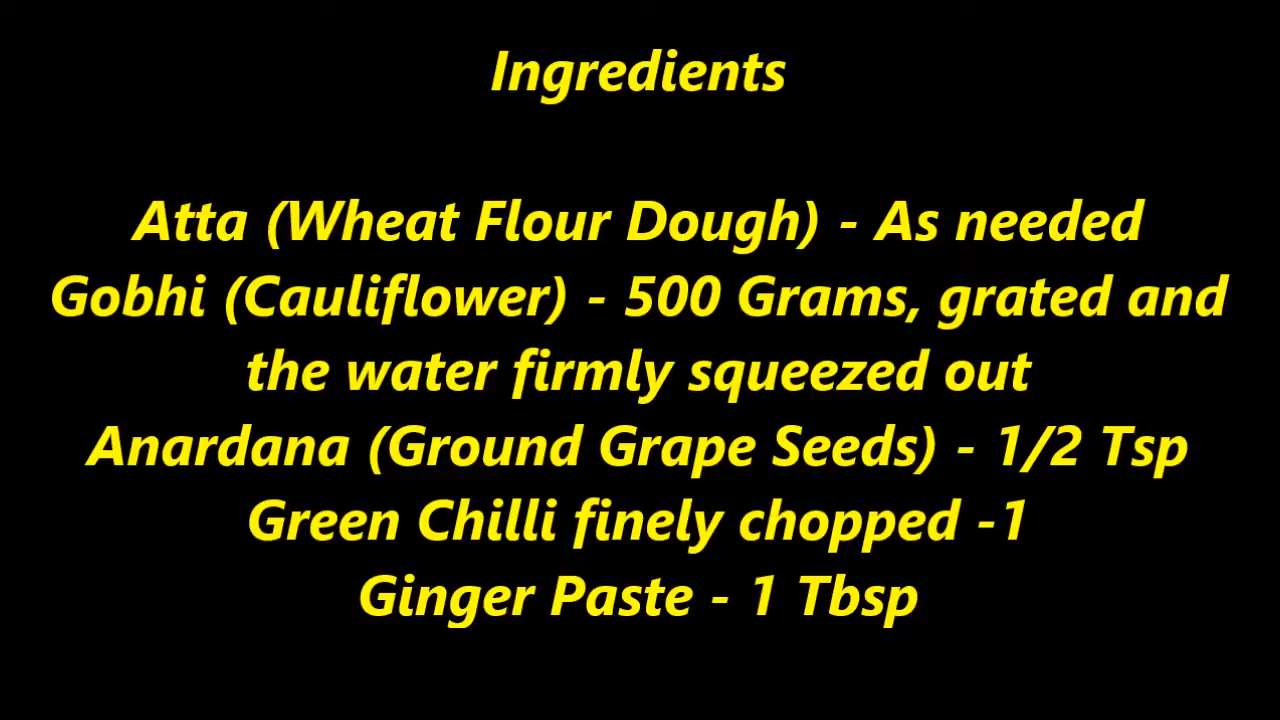 Ingredients
Atta (Wheat Flour Dough) - As needed
Gobhi (Cauliflower) - 500 Grams, grated and
the water firmly squeezed out
Anardana (Ground Grape Seeds) - 1/2 Tsp
Green Chilli finely chopped -1
Ginger Paste - 1 Tbsp